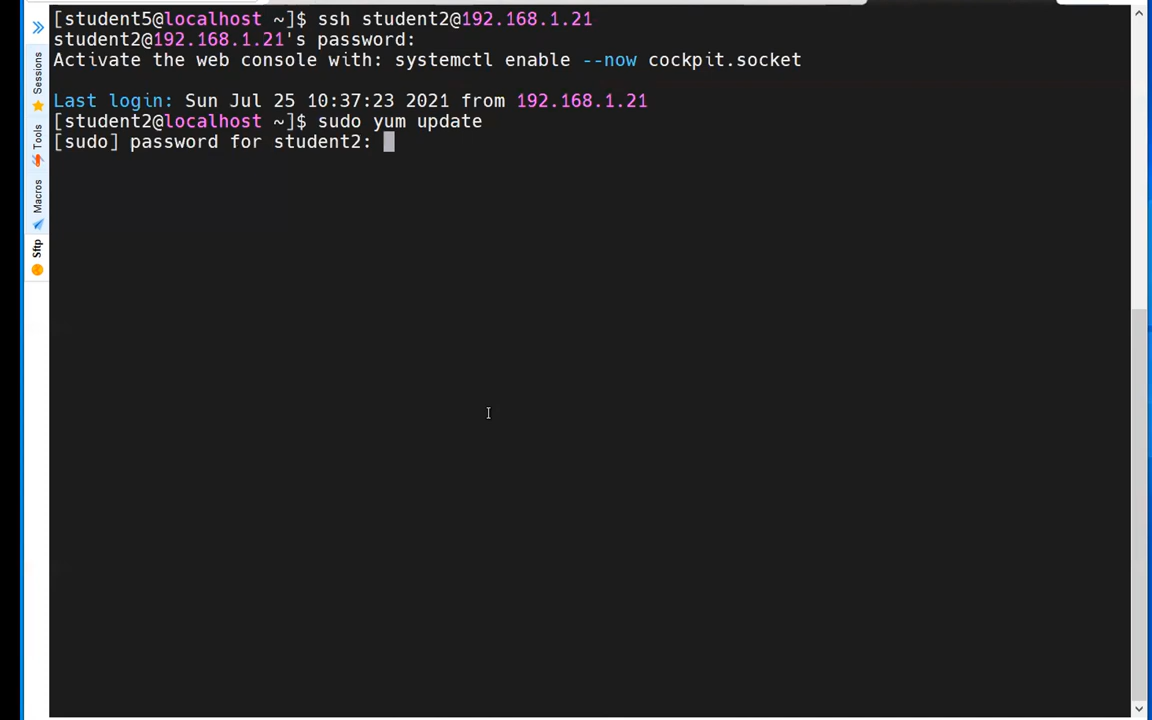 [student5@localhost ~]$ ssh student2@192.168.1.21
student2@192.168.1.21's password:
Activate the web console with: systemctl enable --now cockpit.socket
Last login: Sun Jul 25 10:37:23 2021 from 192.168.1.21
[student2@localhost ~]$ sudo yum update
[sudo] password for student2:
Sessions
Tools
Macros
Sftp